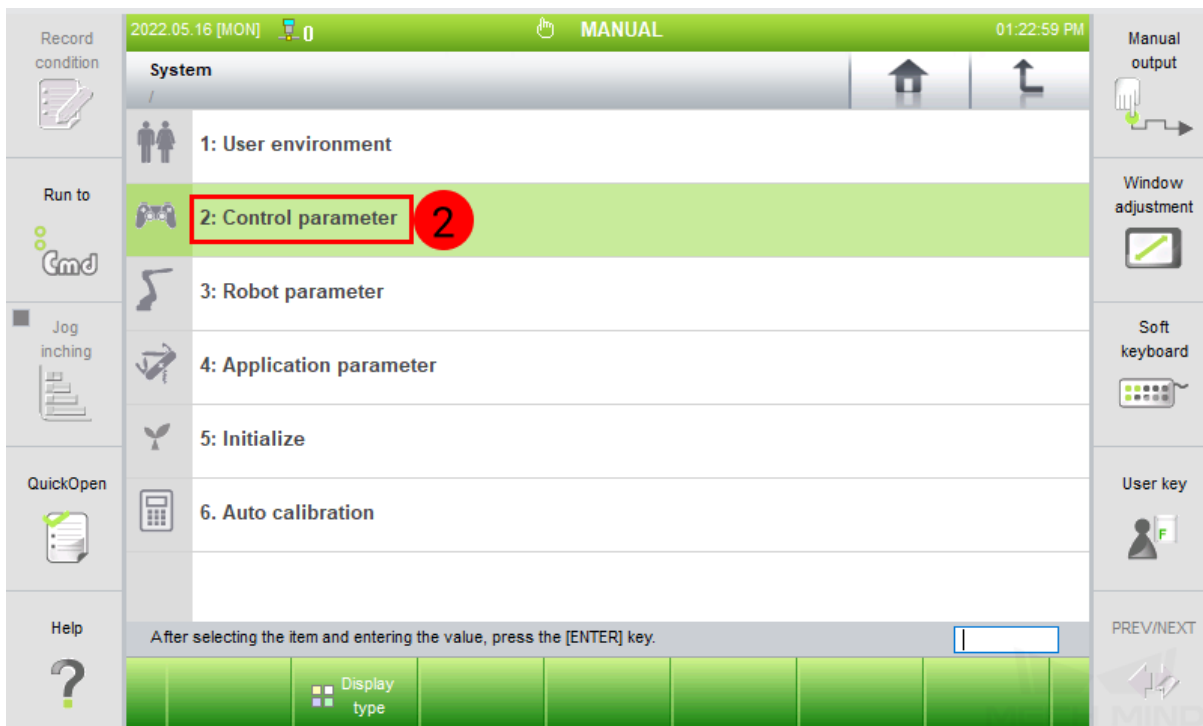 Record
condition
Run to
Cmd
Jog
inching
QuickOpen
Help
2022.05.16 [MON]
0
MANUAL
01:22:59 PM
System
/
1: User environment
2: Control parameter
2
3: Robot parameter
4: Application parameter
5: Initialize
6. Auto calibration
After selecting the item and entering the value, press the [ENTER] key.
Display
type
Manual
output
Window
adjustment
Soft
keyboard
User key
F
PREV/NEXT
MECH MIND